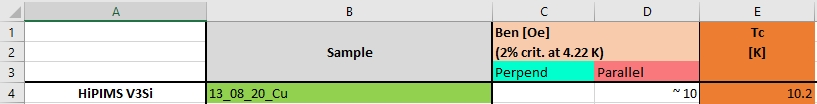 A B C D E
1 Ben [Oe] Tc
2 Sample (2% crit. at 4.22 K) [K]
3 Perpend Parallel
4 HiPIMS V3Si 13_08_20_Cu ~ 10 10.2